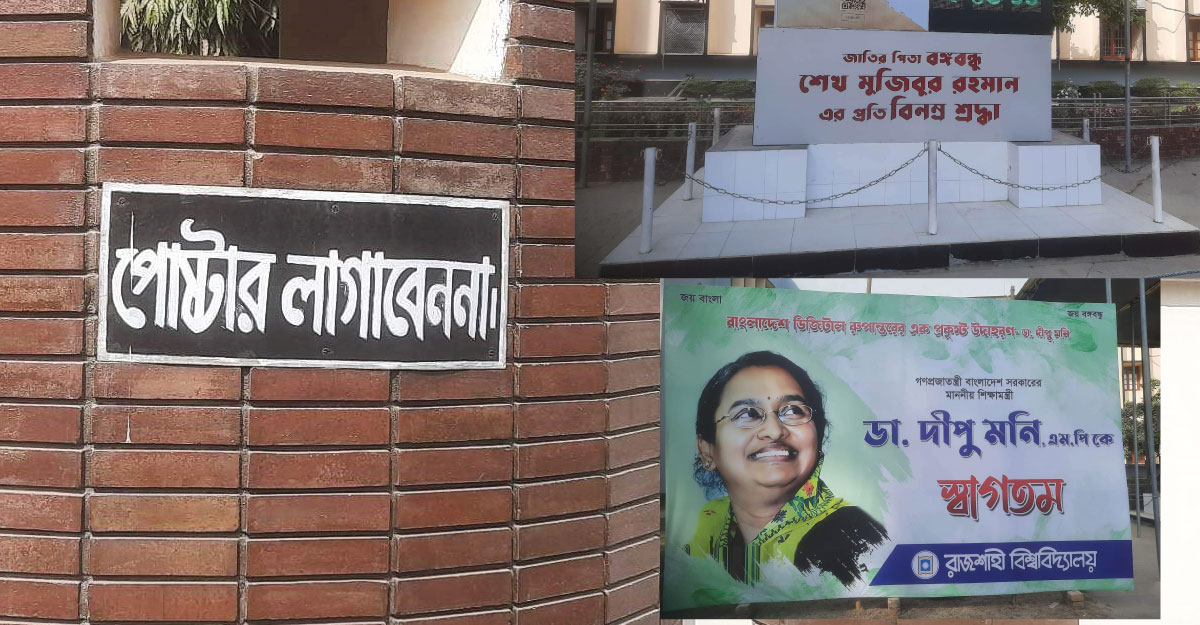 পোষ্টার লাগাবেননা।
জাতির পিতা বঙ্গবন্ধু
শেখ মুজিবুর রহমান
এর প্রতি বিনম্র শ্রদ্ধা
জয় বাংলা
জয় বঙ্গবন্ধু
বাংলাদেশ ডিজিটাল রুপান্তরের এক প্রকৃস্ট উদাহরণ- ডা. দীপু মনি
গণপ্রজাতন্ত্রী বাংলাদেশ সরকারের
মাননীয় শিক্ষামন্ত্রী
ডা. দীপু মনি, এম.পি কে
স্বাগতম
রাজশাহী বিশ্ববিদ্যালয়